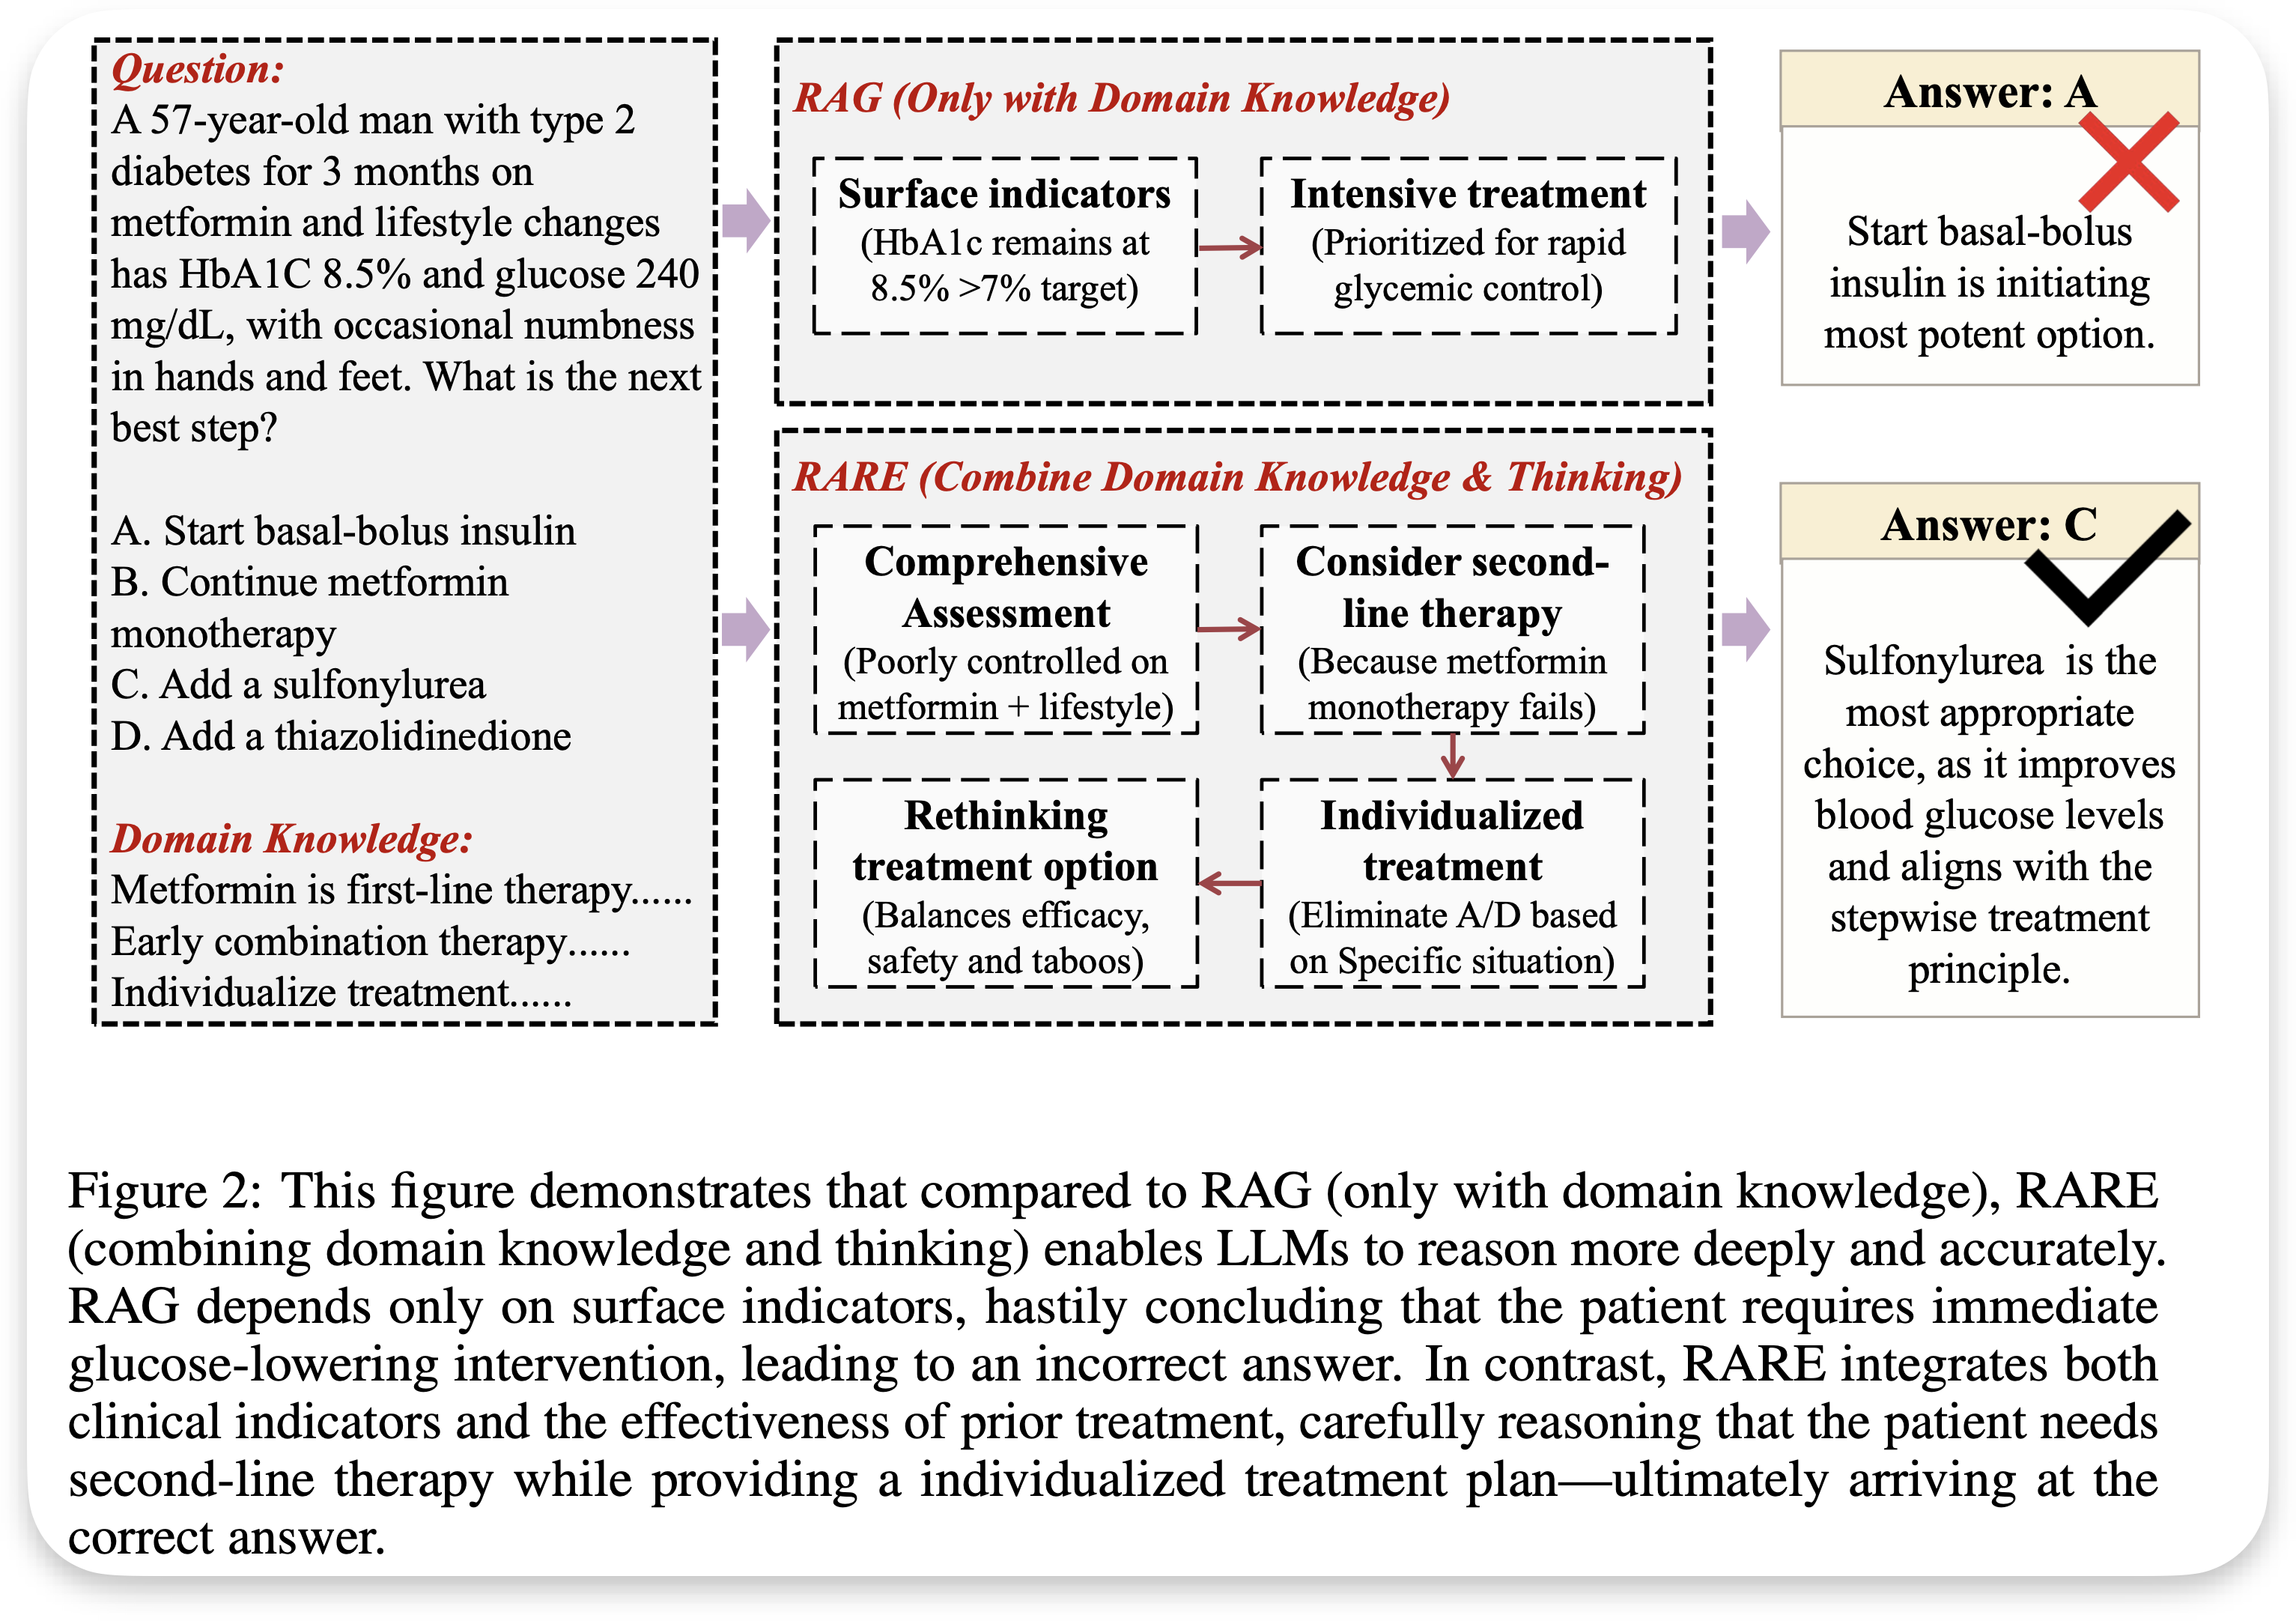 Question:
A 57-year-old man with type 2
diabetes for 3 months on
metformin and lifestyle changes
has HbA1C 8.5% and glucose 240
mg/dL, with occasional numbness
in hands and feet. What is the next
best step?
A. Start basal-bolus insulin
B. Continue metformin
monotherapy
C. Add a sulfonylurea
D. Add a thiazolidinedione
Domain Knowledge:
Metformin is first-line therapy......
Early combination therapy......
Individualize treatment......
RAG (Only with Domain Knowledge)
Surface indicators
(HbA1c remains at
8.5% >7% target)
Intensive treatment
(Prioritized for rapid
glycemic control)
Answer: A
Start basal-bolus
insulin is initiating
most potent option.
RARE (Combine Domain Knowledge & Thinking)
Comprehensive
Assessment
(Poorly controlled on
metformin + lifestyle)
Consider second-
line therapy
(Because metformin
monotherapy fails)
Individualized
treatment
(Eliminate A/D based
on Specific situation)
Rethinking
treatment option
(Balances efficacy,
safety and taboos)
Answer: C
Sulfonylurea is the
most appropriate
choice, as it improves
blood glucose levels
and aligns with the
stepwise treatment
principle.
Figure 2: This figure demonstrates that compared to RAG (only with domain knowledge), RARE
(combining domain knowledge and thinking) enables LLMs to reason more deeply and accurately.
RAG depends only on surface indicators, hastily concluding that the patient requires immediate
glucose-lowering intervention, leading to an incorrect answer. In contrast, RARE integrates both
clinical indicators and the effectiveness of prior treatment, carefully reasoning that the patient needs
second-line therapy while providing a individualized treatment plan—ultimately arriving at the
correct answer.